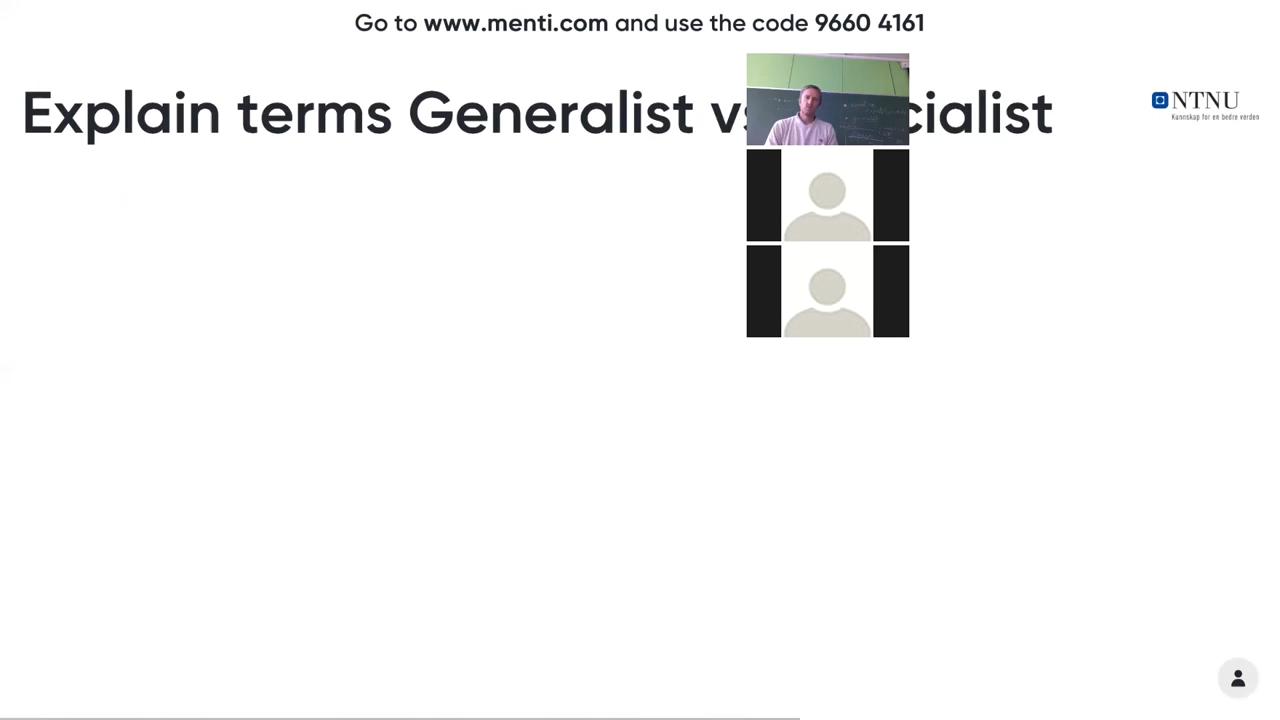 Go to www.menti.com and use the code 9660 4161
Explain terms Generalist vs cialist
NTNU
Kunnskap for en bedre verden